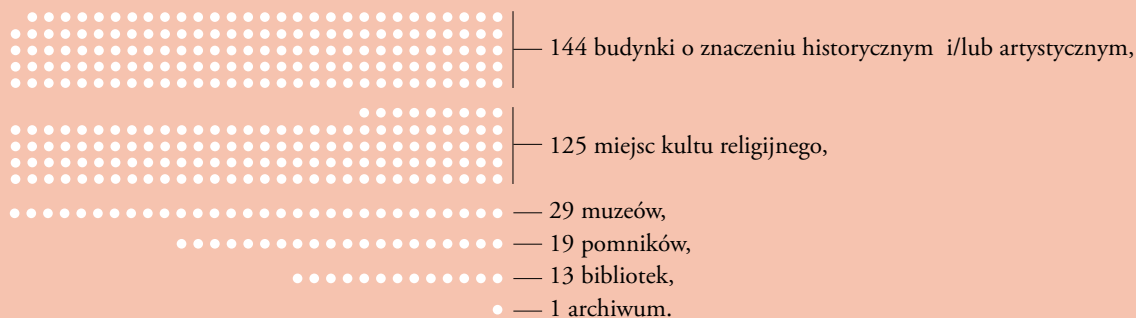 144 budynki o znaczeniu historycznym i/lub artystycznym,
125 miejsc kultu religijnego,
29 muzeów,
19 pomników,
13 bibliotek,
1 archiwum.